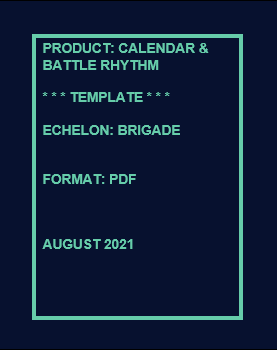 PRODUCT: CALENDAR &
BATTLE RHYTHM
* * * TEMPLATE * * *
ECHELON: BRIGADE
FORMAT: PDF
AUGUST 2021